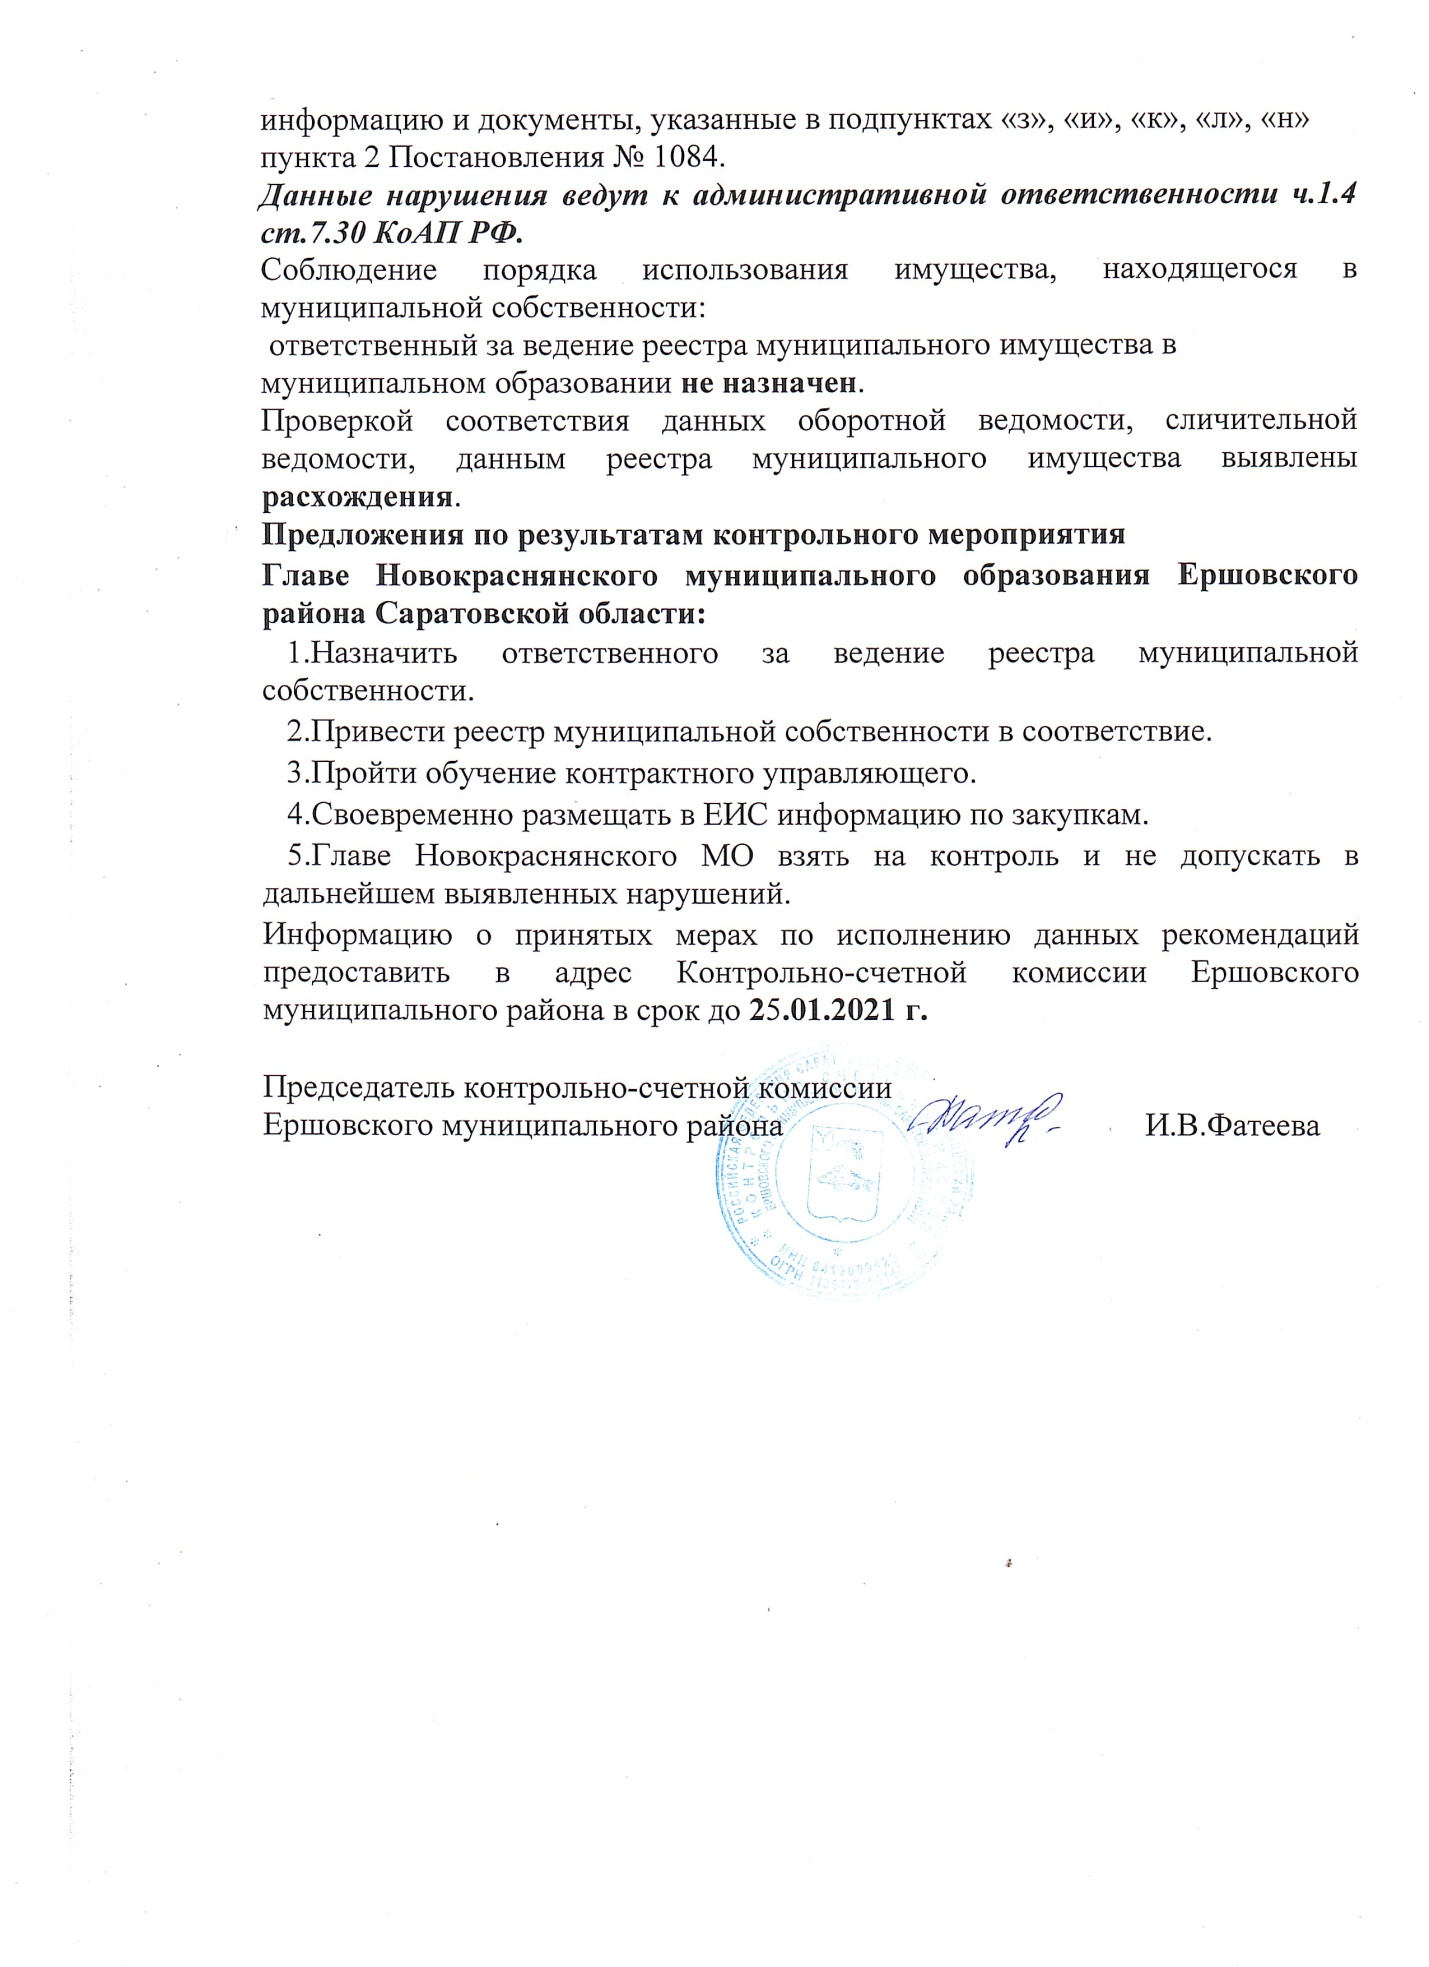 информацию и документы, указанные в подпунктах «з», «и», «к», «л», «н»
пункта 2 Постановления № 1084.
Данные нарушения ведут к административной ответственности ч.1.4
ст.7.30 КоАП РФ.
Соблюдение порядка использования имущества, находящегося в
муниципальной собственности:
ответственный за ведение реестра муниципального имущества в
муниципальном образовании не назначен.
Проверкой соответствия данных оборотной ведомости, сличительной
ведомости, данным реестра муниципального имущества выявлены
расхождения.
Предложения по результатам контрольного мероприятия
Главе Новокраснянского муниципального образования Ершовского
района Саратовской области:
1.Назначить ответственного за ведение реестра муниципальной
собственности.
2.Привести реестр муниципальной собственности в соответствие.
3.Пройти обучение контрактного управляющего.
4.Своевременно размещать в ЕИС информацию по закупкам.
5.Главе Новокраснянского МО взять на контроль и не допускать в
дальнейшем выявленных нарушений.
Информацию о принятых мерах по исполнению данных рекомендаций
предоставить в адрес Контрольно-счетной комиссии Ершовского
муниципального района в срок до 25.01.2021 г.
Председатель контрольно-счетной комиссии
Ершовского муниципального района И.В.Фатеева
РОССИЙСКАЯ ФЕДЕРАЦИЯ
ЕРШОВСКОГО
ИНН
ОГРН